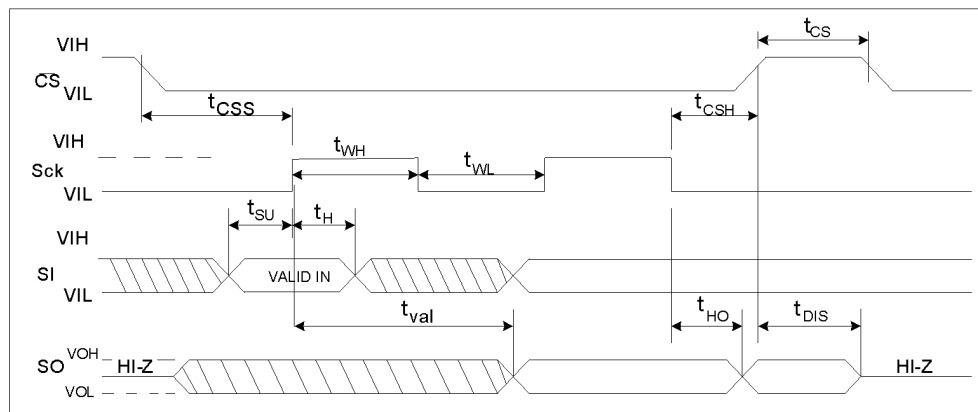 VIH
CS
VIL
tCSS
tCS
tCSH
VIH
Sck
VIL
tWH
tWL
tSU
tH
VIH
SI
VIL
VALID IN
tval
tHO
tDIS
SO
VOH
VOL
HI-Z
HI-Z